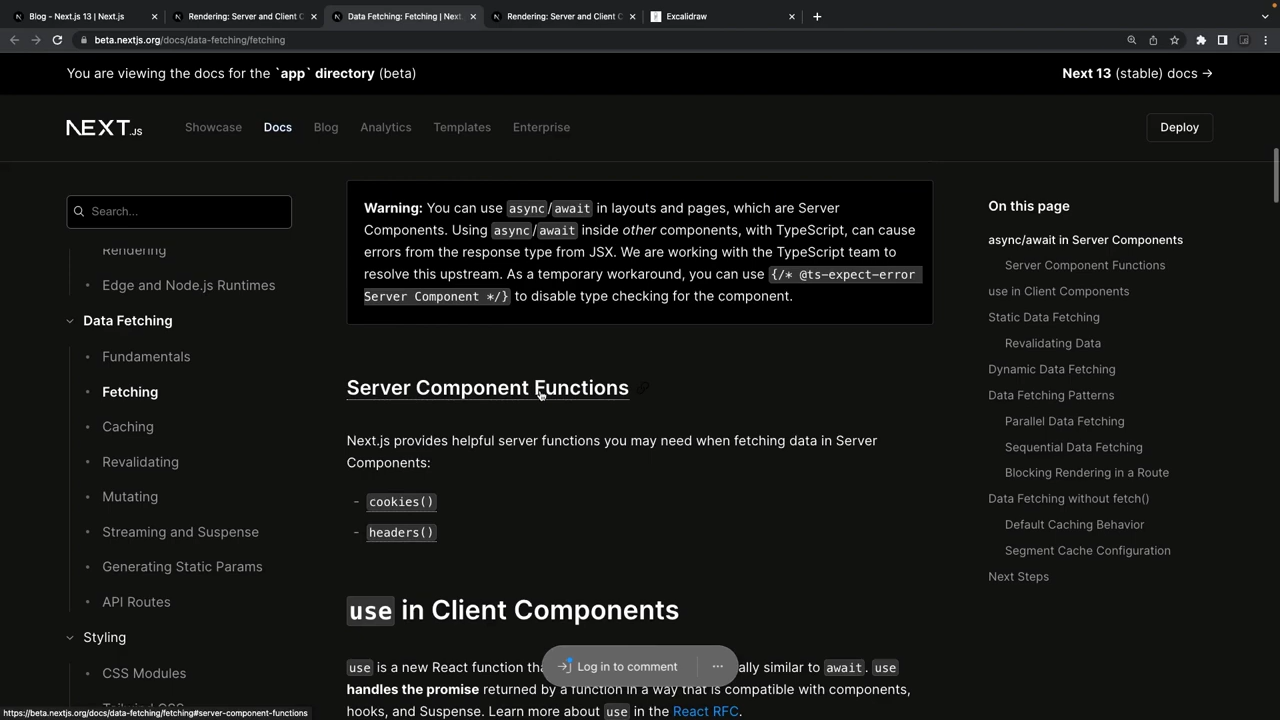 Blog - Next.js 13 | Next.js
Rendering: Server and Client C
Data Fetching: Fetching | Next
Rendering: Server and Client C
Excalidraw
beta.nextjs.org/docs/data-fetching/fetching
You are viewing the docs for the `app` directory (beta)
Next 13 (stable) docs →
NEXT.JS
Showcase
Docs
Blog
Analytics
Templates
Enterprise
Deploy
Search...
Rendering
Edge and Node.js Runtimes
Data Fetching
Fundamentals
Fetching
Caching
Revalidating
Mutating
Streaming and Suspense
Generating Static Params
API Routes
Styling
CSS Modules
Tailwind CSS
https://beta.nextjs.org/docs/data-fetching/fetching#server-component-functions
Warning: You can use async/await in layouts and pages, which are Server
Components. Using async/await inside other components, with TypeScript, can cause
errors from the response type from JSX. We are working with the TypeScript team to
resolve this upstream. As a temporary workaround, you can use {/* @ts-expect-error
Server Component */} to disable type checking for the component.
Server Component Functions
Next.js provides helpful server functions you may need when fetching data in Server
Components:
- cookies()
- headers()
use in Client Components
use is a new React function tha
ally similar to await. use
handles the promise returned by a function in a way that is compatible with components,
hooks, and Suspense. Learn more about use in the React RFC.
Log in to comment
On this page
async/await in Server Components
Server Component Functions
use in Client Components
Static Data Fetching
Revalidating Data
Dynamic Data Fetching
Data Fetching Patterns
Parallel Data Fetching
Sequential Data Fetching
Blocking Rendering in a Route
Data Fetching without fetch()
Default Caching Behavior
Segment Cache Configuration
Next Steps